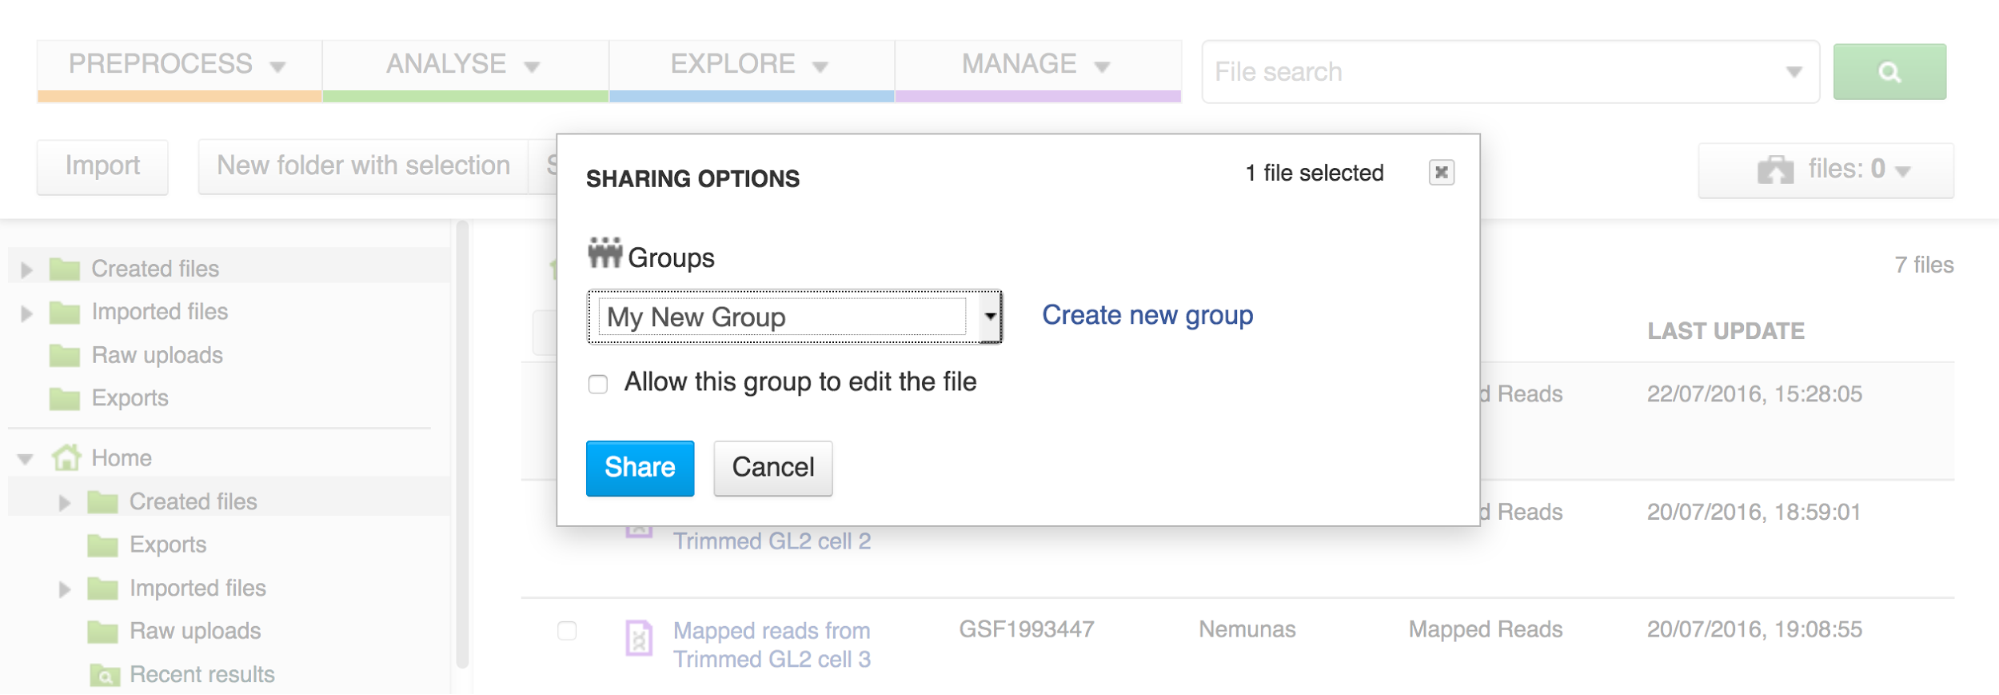 PREPROCESS
ANALYSE
EXPLORE
MANAGE
File search
Import
New folder with selection
files: 0
SHARING OPTIONS
1 file selected
Groups
My New Group
Create new group
Allow this group to edit the file
Share
Cancel
Created files
Imported files
Raw uploads
Exports
Home
Created files
Exports
Imported files
Raw uploads
Recent results
7 files
LAST UPDATE
Reads
22/07/2016, 15:28:05
Reads
20/07/2016, 18:59:01
Trimmed GL2 cell 2
Mapped reads from
Trimmed GL2 cell 3
GSF1993447
Nemunas
Mapped Reads
20/07/2016, 19:08:55